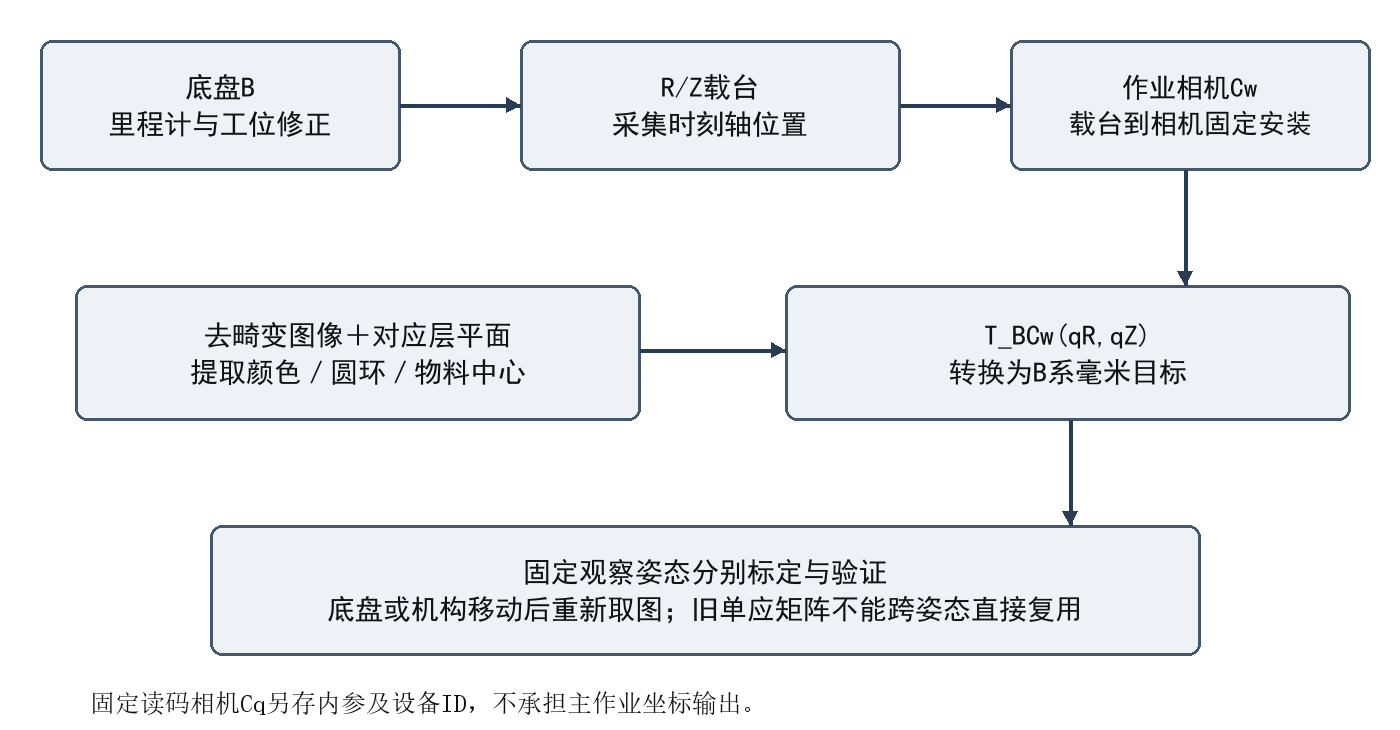 底盘B
里程计与工位修正
R/Z载台
采集时刻轴位置
作业相机Cw
载台到相机固定安装
去畸变图像＋对应层平面
提取颜色／圆环／物料中心
T_BCw(qR,qZ)
转换为B系毫米目标
固定观察姿态分别标定与验证
底盘或机构移动后重新取图；旧单应矩阵不能跨姿态直接复用
固定读码相机Cq另存内参及设备ID，不承担主作业坐标输出。